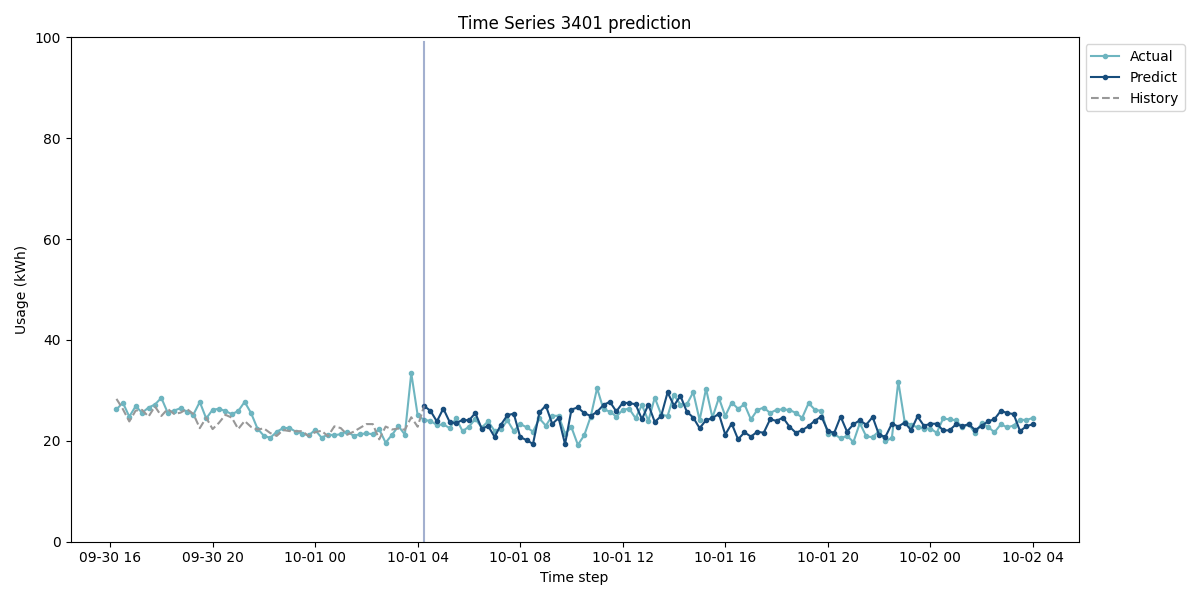 Time Series 3401 prediction
100
80
60
40
20
0
Usage (kWh)
09-30 16
09-30 20
10-01 00
10-01 04
10-01 08
10-01 12
10-01 16
10-01 20
10-02 00
10-02 04
Time step
Actual
Predict
History